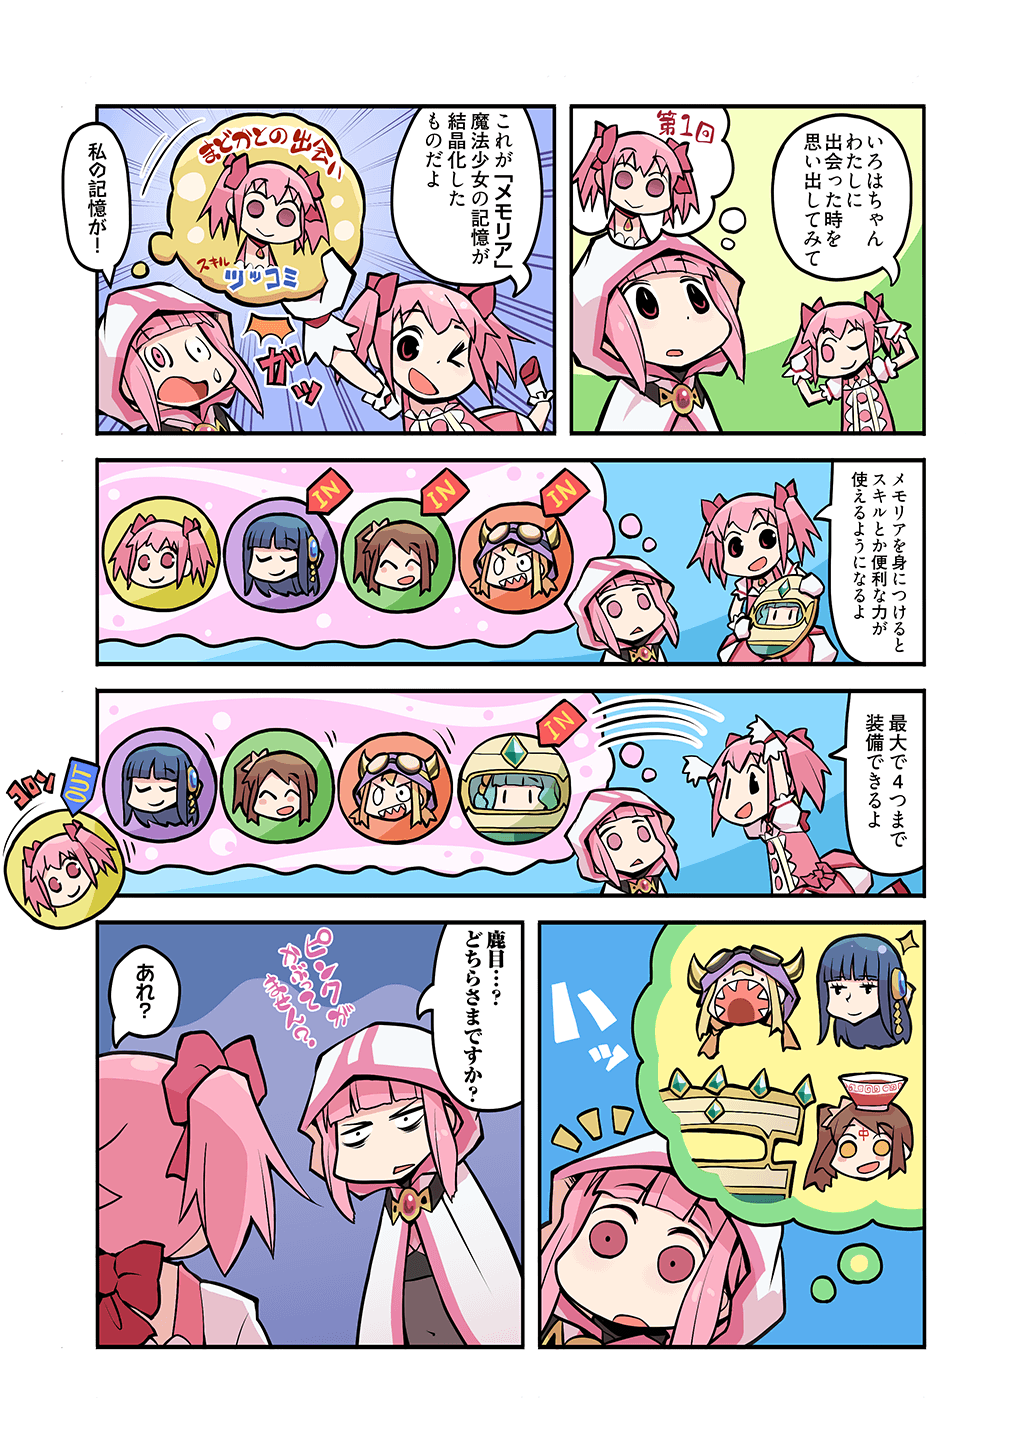 いろはちゃん
わたしに
出会った時を
思い出してみて
第1回
これが「メモリア」
魔法少女の記憶が
結晶化した
ものだよ
まどかとの出会い
スキル
ツッコミ
ガッ
私の記憶が！
メモリアを身につけると
スキルとか便利な力が
使えるようになるよ
IN
IN
IN
最大で4つまで
装備できるよ
IN
OUT
コロン
ハッ
中
鹿目…？
どちらさまですか？
ピンクが
かぶって
ませんか？
あれ？